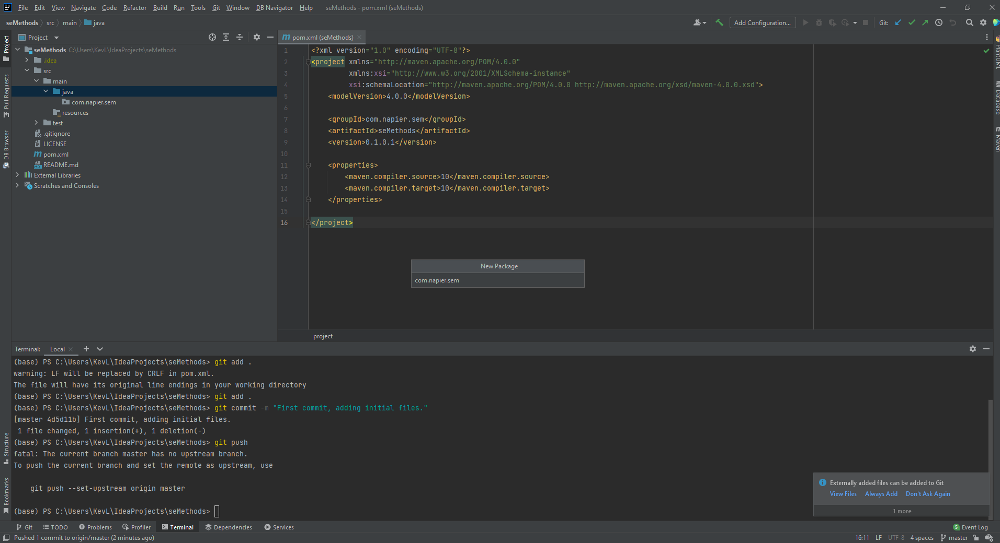 IJ File Edit View Navigate Code Refactor Build Run Tools Git Window DB Navigator Help seMethods - pom.xml (seMethods)
seMethods src main java Add Configuration... Git:
Project
pom.xml (seMethods)
seMethods C:\Users\KevL\IdeaProjects\seMethods
.idea
src
main
java
com.napier.sem
resources
test
.gitignore
LICENSE
pom.xml
README.md
External Libraries
Scratches and Consoles
Project
Pull Requests
DB Browser
Structure
Bookmarks
1 <?xml version="1.0" encoding="UTF-8"?>
2 <project xmlns="http://maven.apache.org/POM/4.0.0"
3 xmlns:xsi="http://www.w3.org/2001/XMLSchema-instance"
4 xsi:schemaLocation="http://maven.apache.org/POM/4.0.0 http://maven.apache.org/xsd/maven-4.0.0.xsd">
5 <modelVersion>4.0.0</modelVersion>
6
7 <groupId>com.napier.sem</groupId>
8 <artifactId>seMethods</artifactId>
9 <version>0.1.0.1</version>
10
11 <properties>
12 <maven.compiler.source>10</maven.compiler.source>
13 <maven.compiler.target>10</maven.compiler.target>
14 </properties>
15
16 </project>
New Package
com.napier.sem
project
PlantUML
Database
Maven
Terminal: Local
(base) PS C:\Users\KevL\IdeaProjects\seMethods> git add .
warning: LF will be replaced by CRLF in pom.xml.
The file will have its original line endings in your working directory
(base) PS C:\Users\KevL\IdeaProjects\seMethods> git add .
(base) PS C:\Users\KevL\IdeaProjects\seMethods> git commit -m "First commit, adding initial files."
[master 4d5d11b] First commit, adding initial files.
1 file changed, 1 insertion(+), 1 deletion(-)
(base) PS C:\Users\KevL\IdeaProjects\seMethods> git push
fatal: The current branch master has no upstream branch.
To push the current branch and set the remote as upstream, use
git push --set-upstream origin master
(base) PS C:\Users\KevL\IdeaProjects\seMethods>
Externally added files can be added to Git
View Files Always Add Don't Ask Again
1 more
Git TODO Problems Profiler Terminal Dependencies Services 5 Event Log
Pushed 1 commit to origin/master (2 minutes ago) 16:11 LF UTF-8 4 spaces master